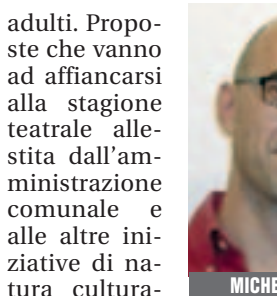 adulti. Propo-
ste che vanno
ad affiancarsi
alla stagione
teatrale alle-
stita dall'am-
ministrazione
comunale e
alle altre ini-
ziative di na-
tura cultura-
MICHE